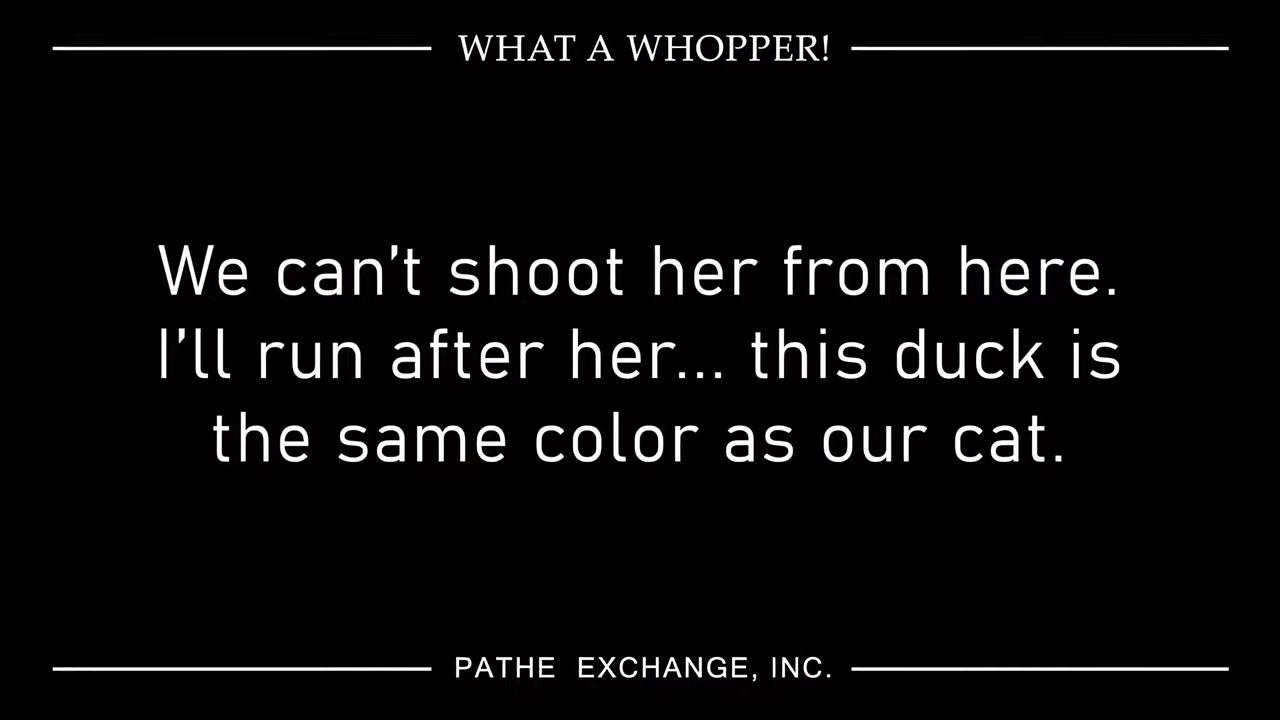 WHAT A WHOPPER!
We can’t shoot her from here.
I’ll run after her... this duck is
the same color as our cat.
PATHE EXCHANGE, INC.